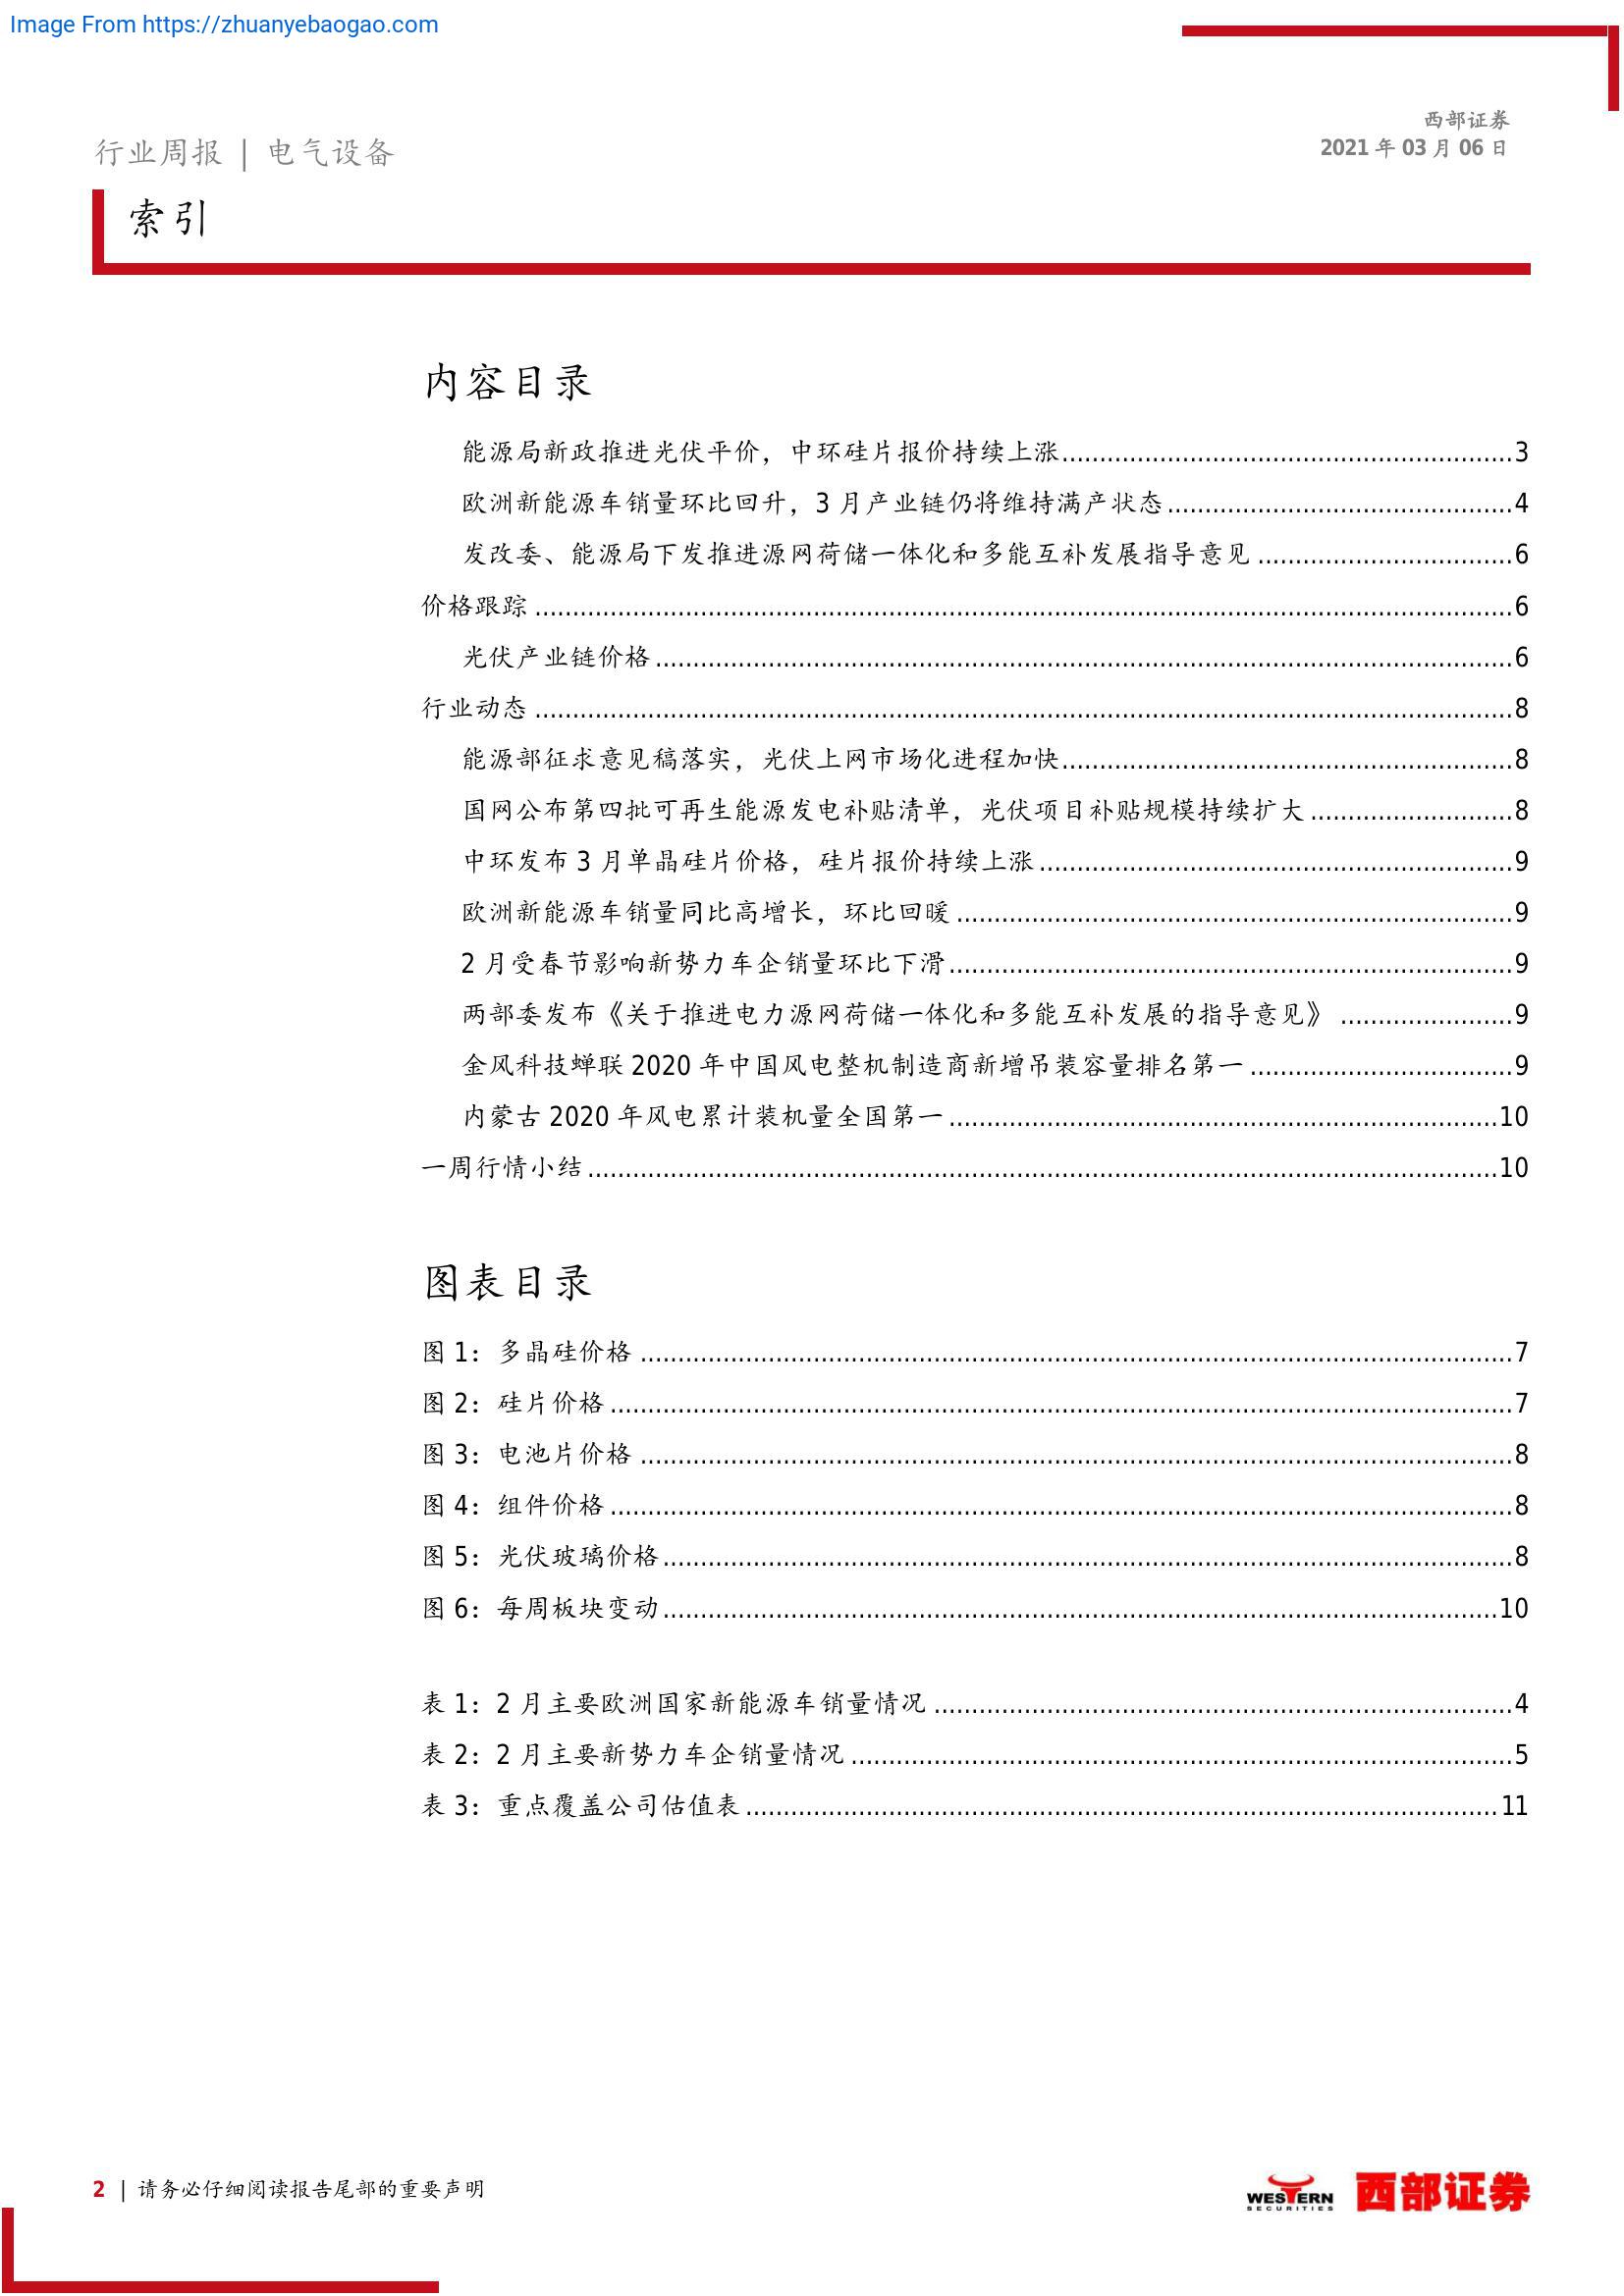 Image From https://zhuanyebaogao.com
西部证券
行业周报 | 电气设备
2021 年 03 月 06 日
索引
内容目录
能源局新政推进光伏平价，中环硅片报价持续上涨............................................................3
欧洲新能源车销量环比回升，3 月产业链仍将维持满产状态..............................................4
发改委、能源局下发推进源网荷储一体化和多能互补发展指导意见..................................6
价格跟踪..................................................................................................................................6
光伏产业链价格..................................................................................................................6
行业动态..................................................................................................................................8
能源部征求意见稿落实，光伏上网市场化进程加快............................................................8
国网公布第四批可再生能源发电补贴清单，光伏项目补贴规模持续扩大...........................8
中环发布 3 月单晶硅片价格，硅片报价持续上涨...............................................................9
欧洲新能源车销量同比高增长，环比回暖..........................................................................9
2 月受春节影响新势力车企销量环比下滑...........................................................................9
两部委发布《关于推进电力源网荷储一体化和多能互补发展的指导意见》.......................9
金风科技蝉联 2020 年中国风电整机制造商新增吊装容量排名第一...................................9
内蒙古 2020 年风电累计装机量全国第一.........................................................................10
一周行情小结.........................................................................................................................10
图表目录
图 1：多晶硅价格....................................................................................................................7
图 2：硅片价格........................................................................................................................7
图 3：电池片价格....................................................................................................................8
图 4：组件价格........................................................................................................................8
图 5：光伏玻璃价格.................................................................................................................8
图 6：每周板块变动...............................................................................................................10
表 1：2 月主要欧洲国家新能源车销量情况.............................................................................4
表 2：2 月主要新势力车企销量情况........................................................................................5
表 3：重点覆盖公司估值表....................................................................................................11
2 | 请务必仔细阅读报告尾部的重要声明
WESTERN
SECURITIES
西部证券